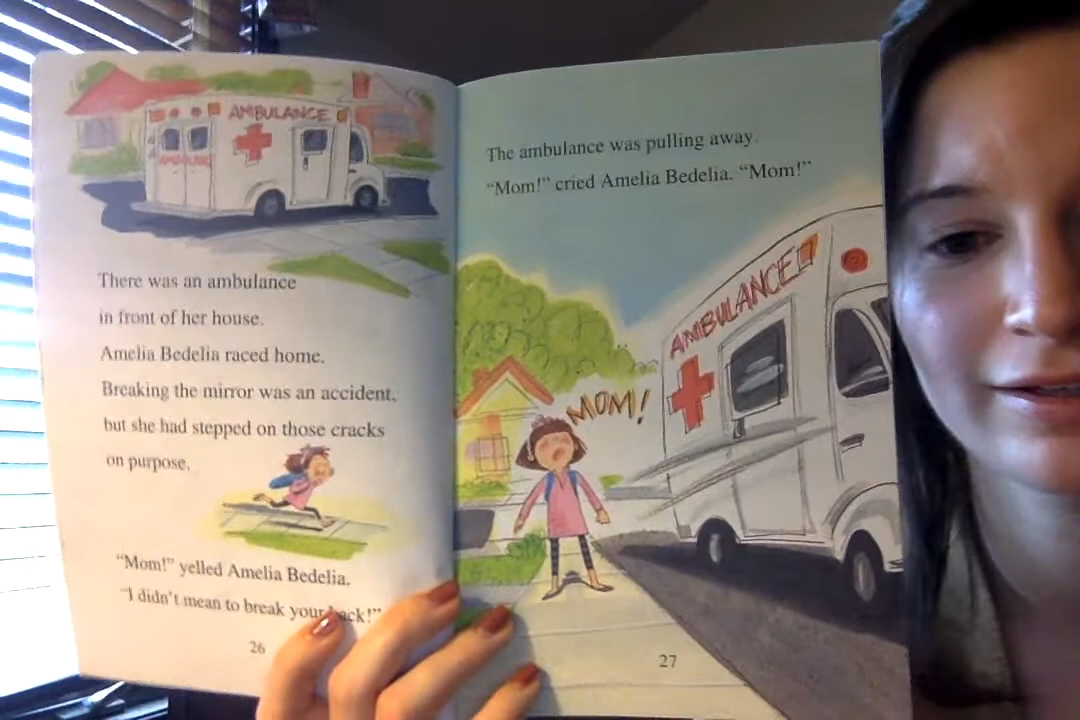 AMBULANCE
AMBULANC
There was an ambulance
in front of her house.
Amelia Bedelia raced home.
Breaking the mirror was an accident,
but she had stepped on those cracks
on purpose.
"Mom!" yelled Amelia Bedelia.
"I didn't mean to break your back!"
26
The ambulance was pulling away.
"Mom!" cried Amelia Bedelia. "Mom!"
AMBULANCE
MOM!
27